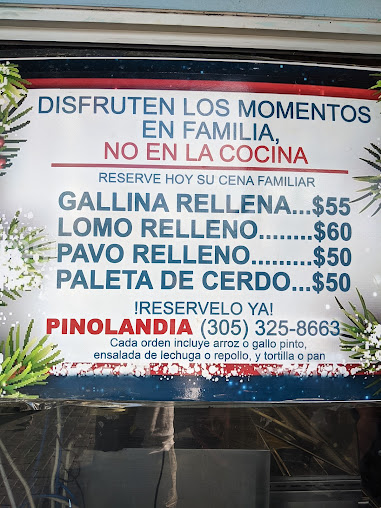 DISFRUTEN LOS MOMENTOS
EN FAMILIA,
NO EN LA COCINA
RESERVE HOY SU CENA FAMILIAR
GALLINA RELLENA...$55
LOMO RELLENO.........$60
PAVO RELLENO.........$50
PALETA DE CERDO...$50
!RESERVELO YA!
PINOLANDIA (305) 325-8663
Cada orden incluye arroz o gallo pinto,
ensalada de lechuga o repollo, y tortilla o pan